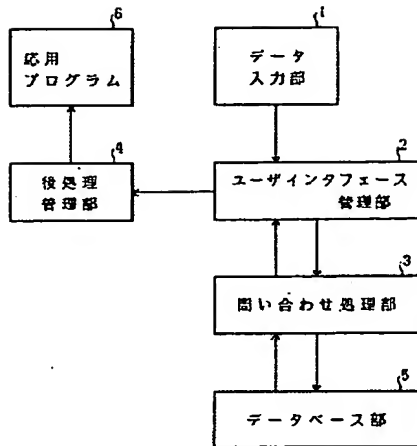 6
応用
プログラム
1
データ
入力部
4
後処理
管理部
2
ユーザインタフェース
管理部
3
問い合わせ処理部
5
データベース部